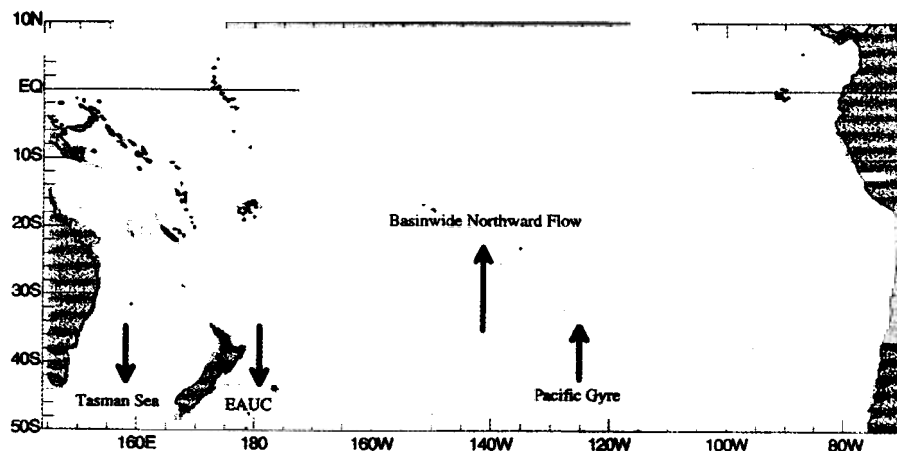 10N
EQ
10S
20S
Basinwide Northward Flow
30S
40S
Tasman Sea
EAUC
Pacific Gyre
50S
160E 180 160W 140W 120W 100W 80W